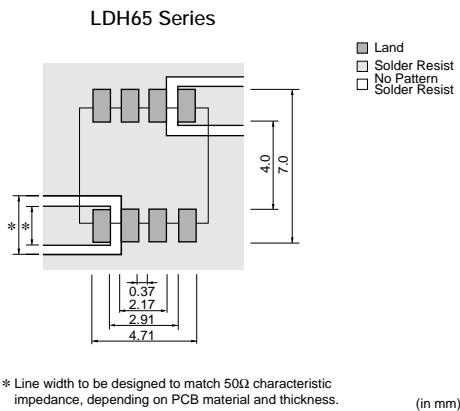 LDH65 Series
Land
Solder Resist
No Pattern
Solder Resist
4.0
7.0
*
*
0.37
2.17
2.91
4.71
* Line width to be designed to match 50Ω characteristic
impedance, depending on PCB material and thickness.
(in mm)